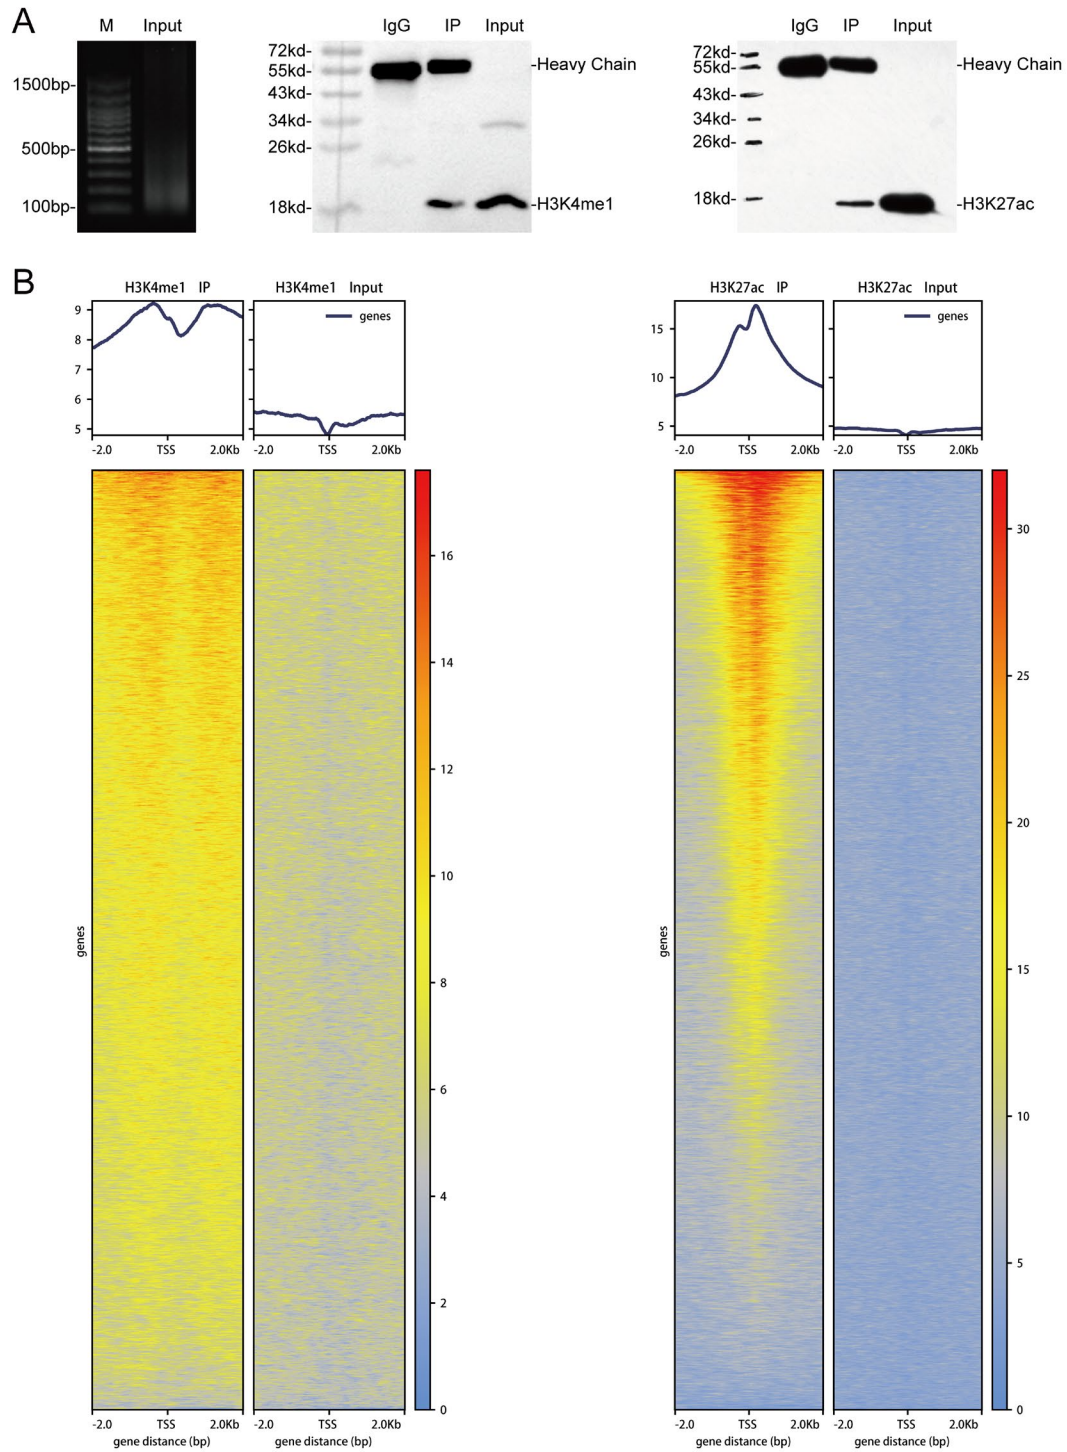 A
M Input
1500bp-
500bp-
100bp-
IgG IP Input
72kd-
55kd-
43kd-
34kd-
26kd-
18kd-
-Heavy Chain
-H3K4me1
IgG IP Input
72kd-
55kd-
43kd-
34kd-
26kd-
18kd-
-Heavy Chain
-H3K27ac
B
H3K4me1 IP
H3K4me1 Input
9
8
7
6
5
genes
-2.0 TSS 2.0Kb
-2.0 TSS 2.0Kb
H3K27ac IP
H3K27ac Input
15
10
5
genes
-2.0 TSS 2.0Kb
-2.0 TSS 2.0Kb
genes
16
14
12
10
8
6
4
2
0
-2.0 TSS 2.0Kb
gene distance (bp)
-2.0 TSS 2.0Kb
gene distance (bp)
genes
30
25
20
15
10
5
0
-2.0 TSS 2.0Kb
gene distance (bp)
-2.0 TSS 2.0Kb
gene distance (bp)